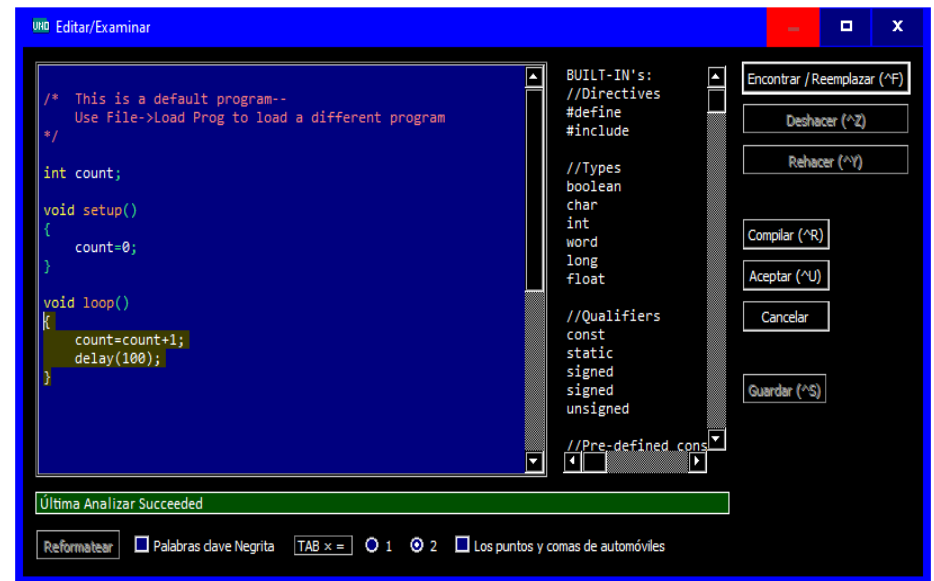 UNO Editar/Examinar
/* This is a default program--
Use File->Load Prog to load a different program
*/
int count;
void setup()
{
count=0;
}
void loop()
{
count=count+1;
delay(100);
}
BUILT-IN's:
//Directives
#define
#include
//Types
boolean
char
int
word
long
float
//Qualifiers
const
static
signed
signed
unsigned
//Pre-defined cons
Encontrar / Reemplazar (^F)
Deshacer (^Z)
Rehacer (^Y)
Compilar (^R)
Aceptar (^U)
Cancelar
Guardar (^S)
Última Analizar Succeeded
Reformatear Palabras clave Negrita TAB x = 1 2 Los puntos y comas de automóviles